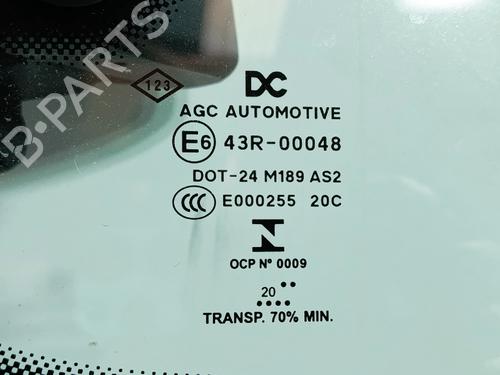 B-PARTS
123
DC
AGC AUTOMOTIVE
E6 43R-00048
DOT-24 M189 AS2
CCC E000255 20C
N
OCP Nº 0009
20
TRANSP. 70% MIN.